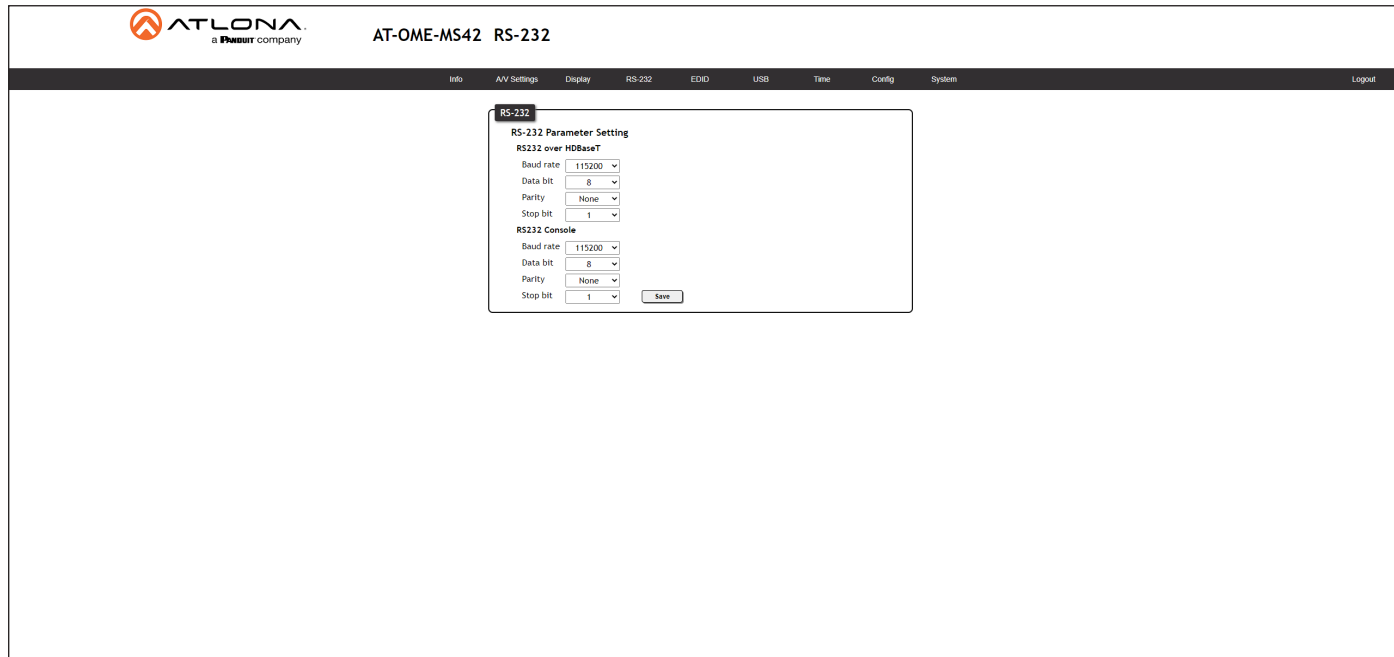 ATLONA.
a PANDUIT company
AT-OME-MS42 RS-232
Info A/V Settings Display RS-232 EDID USB Time Config System Logout
RS-232
RS-232 Parameter Setting
RS232 over HDBaseT
Baud rate 115200
Data bit 8
Parity None
Stop bit 1
RS232 Console
Baud rate 115200
Data bit 8
Parity None
Stop bit 1 Save